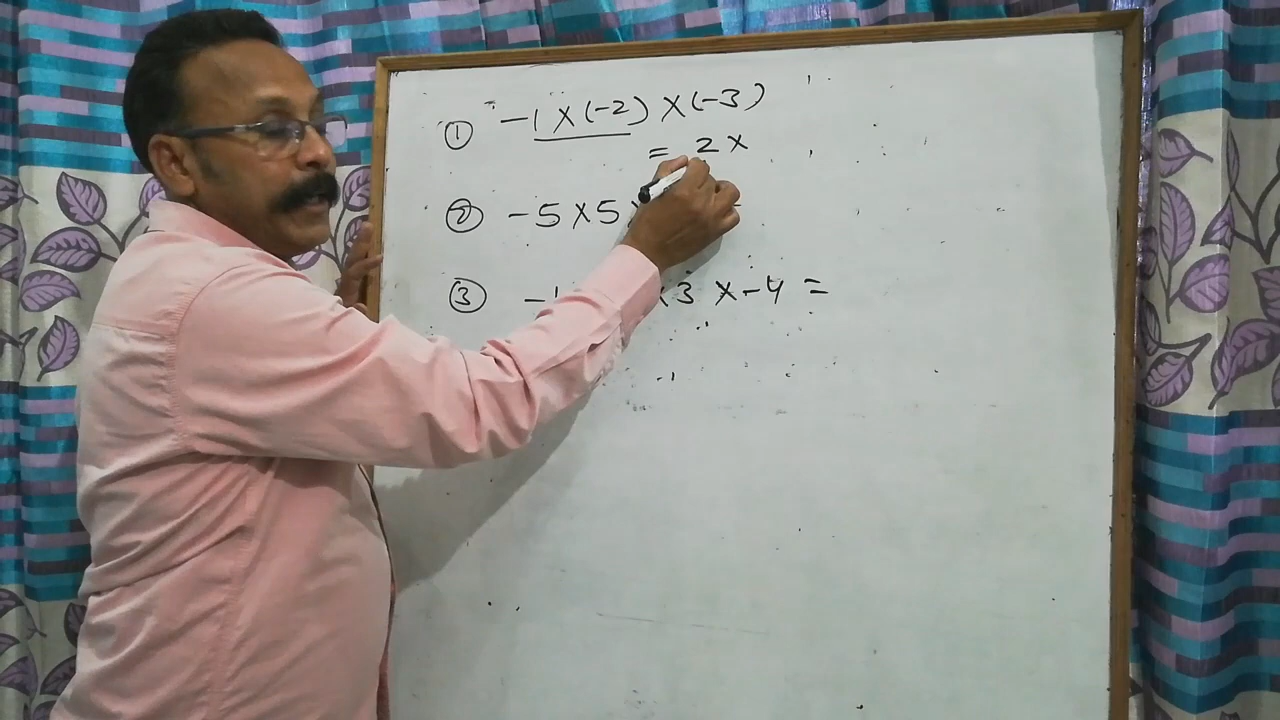 ① -1 X (-2) X (-3)
= 2 X
② -5 X 5
③ -1 X 3 X -4 =